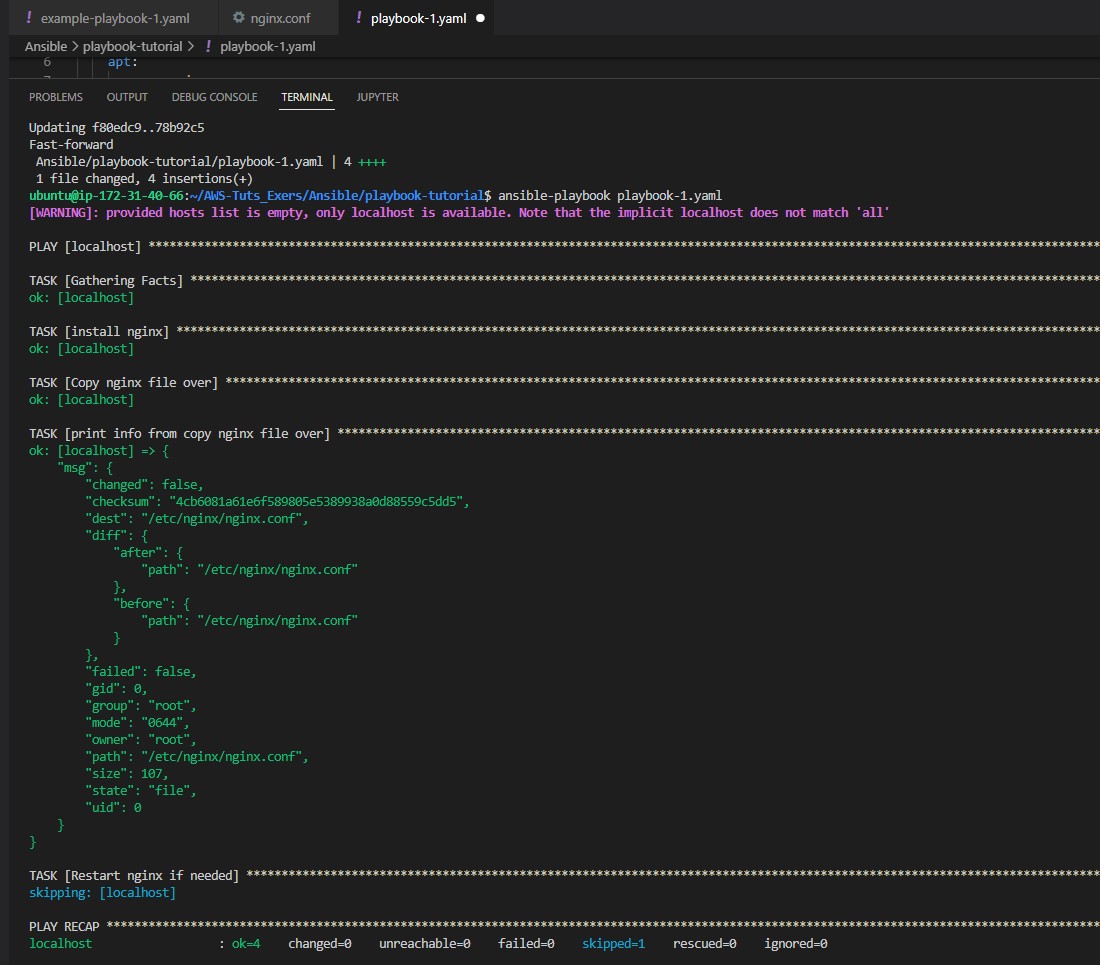 ! example-playbook-1.yaml nginx.conf ! playbook-1.yaml
Ansible > playbook-tutorial > ! playbook-1.yaml
6 apt:
PROBLEMS OUTPUT DEBUG CONSOLE TERMINAL JUPYTER
Updating f80edc9..78b92c5
Fast-forward
 Ansible/playbook-tutorial/playbook-1.yaml | 4 ++++
 1 file changed, 4 insertions(+)
ubuntu@ip-172-31-40-66:~/AWS-Tuts_Exers/Ansible/playbook-tutorial$ ansible-playbook playbook-1.yaml
[WARNING]: provided hosts list is empty, only localhost is available. Note that the implicit localhost does not match 'all'
PLAY [localhost] ****************************************************************************************************************************************
TASK [Gathering Facts] **********************************************************************************************************************************
ok: [localhost]
TASK [install nginx] ************************************************************************************************************************************
ok: [localhost]
TASK [Copy nginx file over] *****************************************************************************************************************************
ok: [localhost]
TASK [print info from copy nginx file over] *************************************************************************************************************
ok: [localhost] => {
    "msg": {
        "changed": false,
        "checksum": "4cb6081a61e6f589805e5389938a0d88559c5dd5",
        "dest": "/etc/nginx/nginx.conf",
        "diff": {
            "after": {
                "path": "/etc/nginx/nginx.conf"
            },
            "before": {
                "path": "/etc/nginx/nginx.conf"
            }
        },
        "failed": false,
        "gid": 0,
        "group": "root",
        "mode": "0644",
        "owner": "root",
        "path": "/etc/nginx/nginx.conf",
        "size": 107,
        "state": "file",
        "uid": 0
    }
}
TASK [Restart nginx if needed] **************************************************************************************************************************
skipping: [localhost]
PLAY RECAP **********************************************************************************************************************************************
localhost                  : ok=4    changed=0    unreachable=0    failed=0    skipped=1    rescued=0    ignored=0